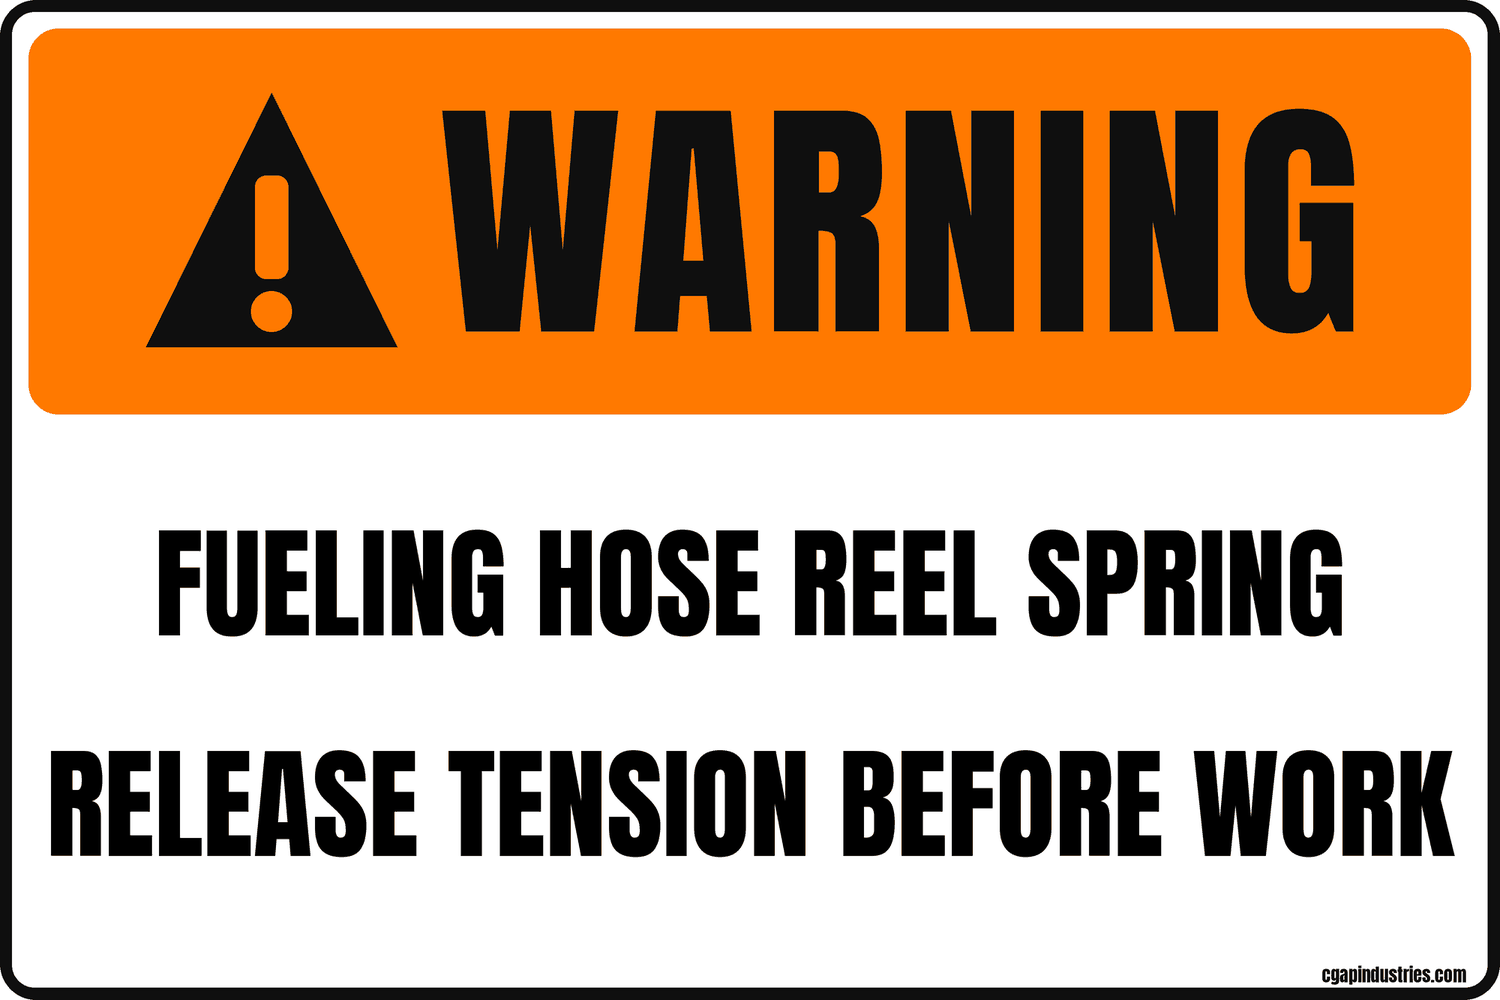 WARNING
FUELING HOSE REEL SPRING
RELEASE TENSION BEFORE WORK
cgapindustries.com